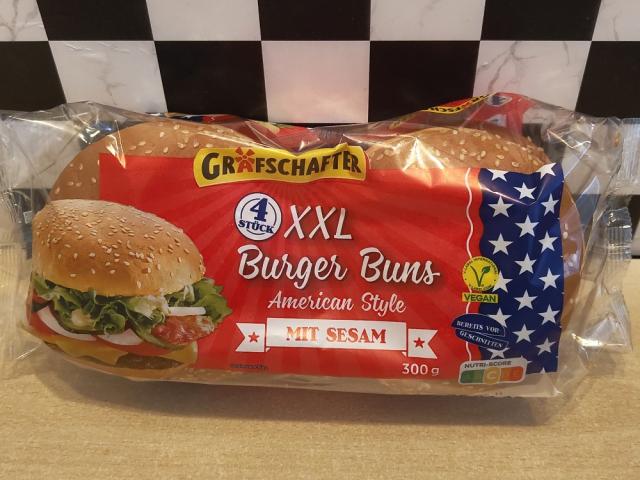 GRAFSCHAFTER
4
STÜCK
XXL
Burger Buns
American Style
MIT SESAM
300 g
VEGAN
BEREITS VOR-
GESCHNITTEN
NUTRI-SCORE
C